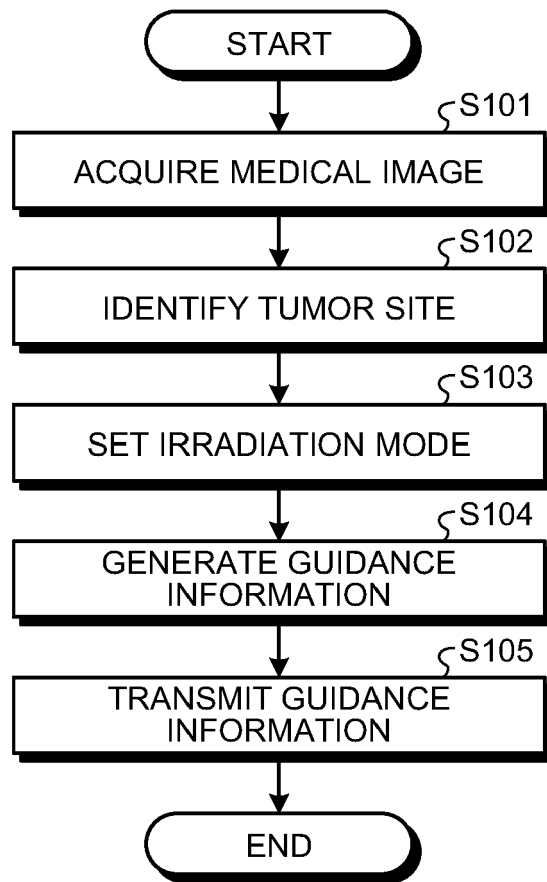 START
S101
ACQUIRE MEDICAL IMAGE
S102
IDENTIFY TUMOR SITE
S103
SET IRRADIATION MODE
S104
GENERATE GUIDANCE
INFORMATION
S105
TRANSMIT GUIDANCE
INFORMATION
END